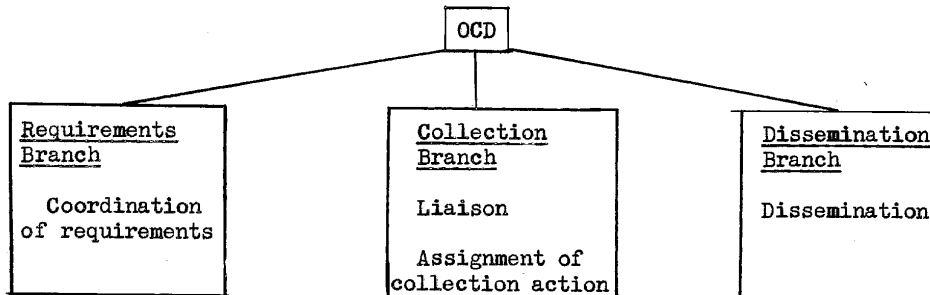 OCD
Requirements
Branch
Coordination
of requirements
Collection
Branch
Liaison
Assignment of
collection action
Dissemination
Branch
Dissemination